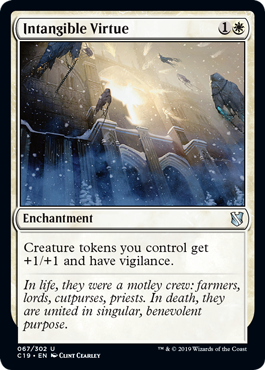 Intangible Virtue 1
Enchantment
Creature tokens you control get
+1/+1 and have vigilance.
In life, they were a motley crew: farmers,
lords, cutpurses, priests. In death, they
are united in singular, benevolent
purpose.
067/302 U
C19 • EN CLINT CEARLEY
™ & © 2019 Wizards of the Coast